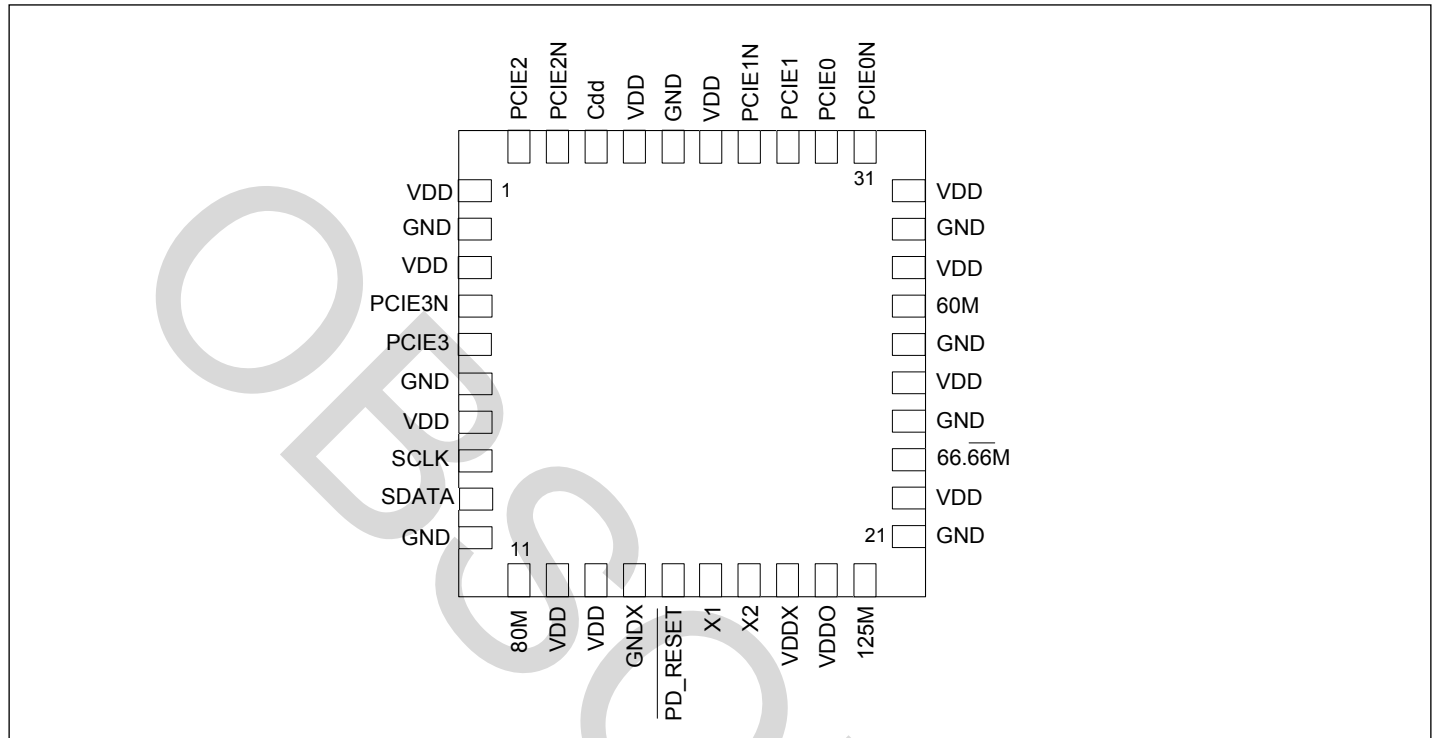 PCIE2
PCIE2N
Cdd
VDD
GND
VDD
PCIE1N
PCIE1
PCIE0
PCIE0N
VDD
GND
VDD
PCIE3N
PCIE3
GND
VDD
SCLK
SDATA
GND
1
31
11
21
VDD
GND
VDD
60M
GND
VDD
GND
66.66M
VDD
GND
80M
VDD
VDD
GNDX
PD_RESET
X1
X2
VDDX
VDDO
125M
OBSO